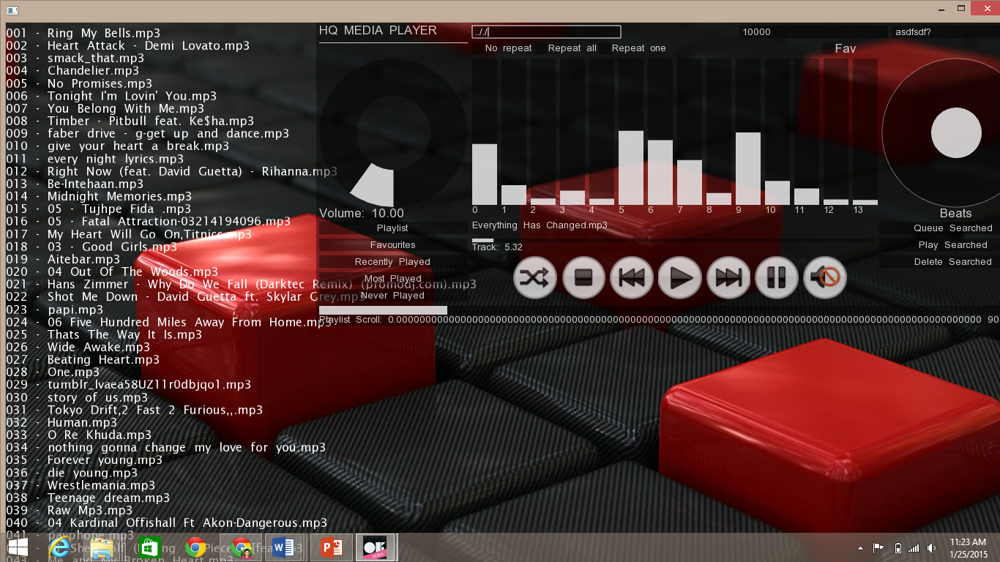 001 - Ring My Bells.mp3
002 - Heart Attack - Demi Lovato.mp3
003 - smack_that.mp3
004 - Chandelier.mp3
005 - No Promises.mp3
006 - Tonight I'm Lovin' You.mp3
007 - You Belong With Me.mp3
008 - Timber - Pitbull feat. Ke$ha.mp3
009 - faber drive - g-get up and dance.mp3
010 - give your heart a break.mp3
011 - every night lyrics.mp3
012 - Right Now (feat. David Guetta) - Rihanna.mp3
013 - Be-Intehaan.mp3
014 - Midnight Memories.mp3
015 - 05 - Tujhpe Fida .mp3
016 - 05 - Fatal Attraction-03214194096.mp3
017 - My Heart Will Go On,Titnicc.mp3
018 - 03 - Good Girls.mp3
019 - Aitebar.mp3
020 - 04 Out Of The Woods.mp3
021 - Hans Zimmer - Why Do We Fall (Darktec Remix) (promodj.com).mp3
022 - Shot Me Down - David Guetta ft. Skylar Grey.mp3
023 - papi.mp3
024 - 06 Five Hundred Miles Away From Home.mp3
025 - Thats The Way It Is.mp3
026 - Wide Awake.mp3
027 - Beating Heart.mp3
028 - One.mp3
029 - tumblr_lvaea58UZ11r0dbjqo1.mp3
030 - story of us.mp3
031 - Tokyo Drift,2 Fast 2 Furious,,.mp3
032 - Human.mp3
033 - O Re Khuda.mp3
034 - nothing gonna change my love for you.mp3
035 - Forever young.mp3
036 - die young.mp3
037 - Wrestlemania.mp3
038 - Teenage dream.mp3
039 - Raw Mp3.mp3
040 - 04 Kardinal Offishall Ft Akon-Dangerous.mp3
041 - payphone.mp3
043 - Me and My Broken Heart.mp3
HQ MEDIA PLAYER
../../
10000
asdfsdf?
No repeat
Repeat all
Repeat one
Fav
0 1 2 3 4 5 6 7 8 9 10 11 12 13
Volume: 10.00
Beats
Playlist
Favourites
Recently Played
Most Played
Never Played
Everything Has Changed.mp3
Track: 5.32
Queue Searched
Play Searched
Delete Searched
Playlist Scroll:
90
DEBUG
11:23 AM
1/25/2015